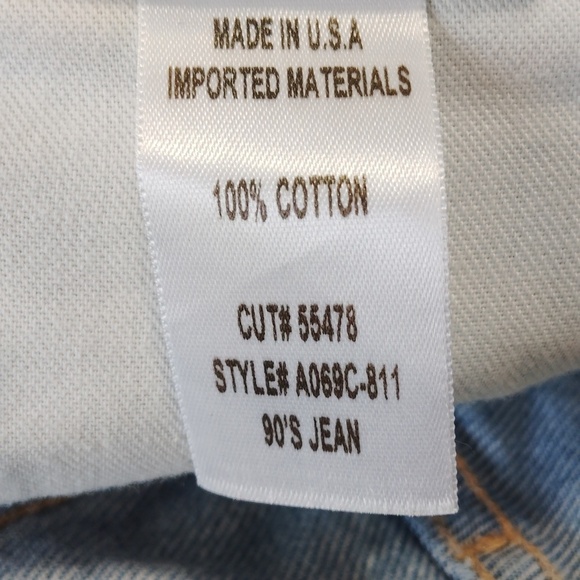 MADE IN U.S.A
IMPORTED MATERIALS
100% COTTON
CUT# 55478
STYLE# A069C-811
90'S JEAN